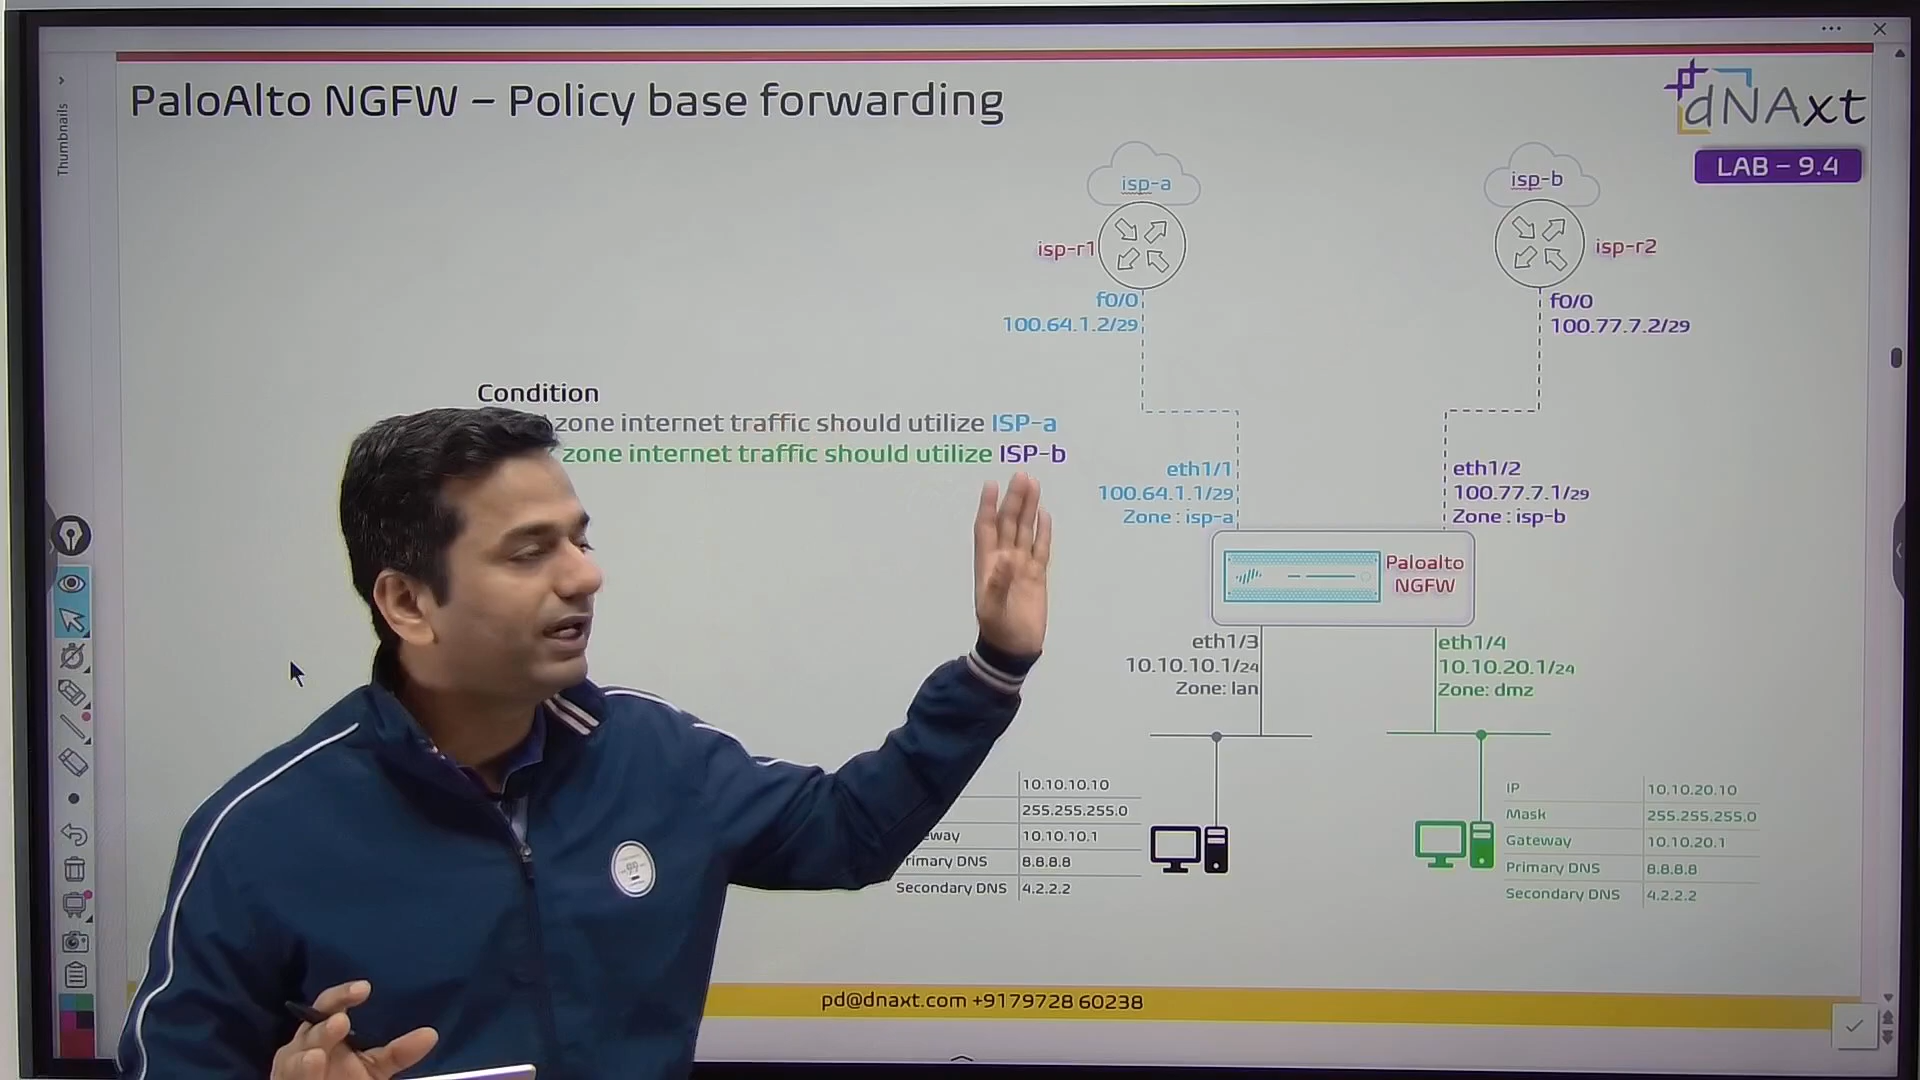 Thumbnails
PaloAlto NGFW – Policy base forwarding
dNAxt
LAB – 9.4
isp-a
isp-b
isp-r1
isp-r2
f0/0
100.64.1.2/29
f0/0
100.77.7.2/29
Condition
zone internet traffic should utilize ISP-a
zone internet traffic should utilize ISP-b
eth1/1
100.64.1.1/29
Zone : isp-a
eth1/2
100.77.7.1/29
Zone : isp-b
Paloalto
NGFW
eth1/3
10.10.10.1/24
Zone: lan
eth1/4
10.10.20.1/24
Zone: dmz
10.10.10.10
255.255.255.0
10.10.10.1
Primary DNS 8.8.8.8
Secondary DNS 4.2.2.2
IP 10.10.20.10
Mask 255.255.255.0
Gateway 10.10.20.1
Primary DNS 8.8.8.8
Secondary DNS 4.2.2.2
pd@dnaxt.com +9179728 60238